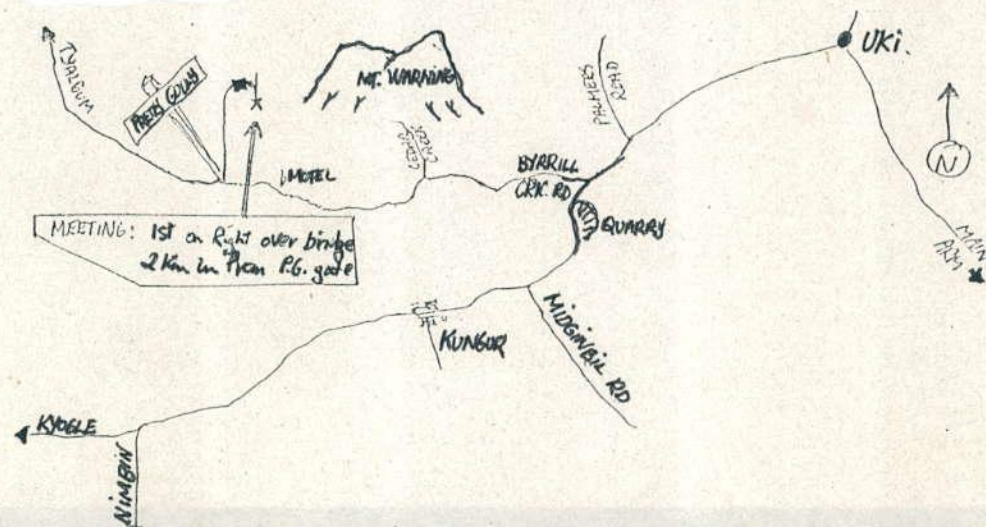 UKI.
TYALGUM
PRETTY GULLY
MT. WARNING
PALMERS
ROAD
CEDAR
CREEK
MOTEL
BYRRILL
CRK. RD
QUARRY
N
MAIN
ARM
MEETING: 1st on Right over bridge
2 Km in from P.G. gate
KUNGUR
MIDGINBIL RD
KYOGLE
NIMBIN